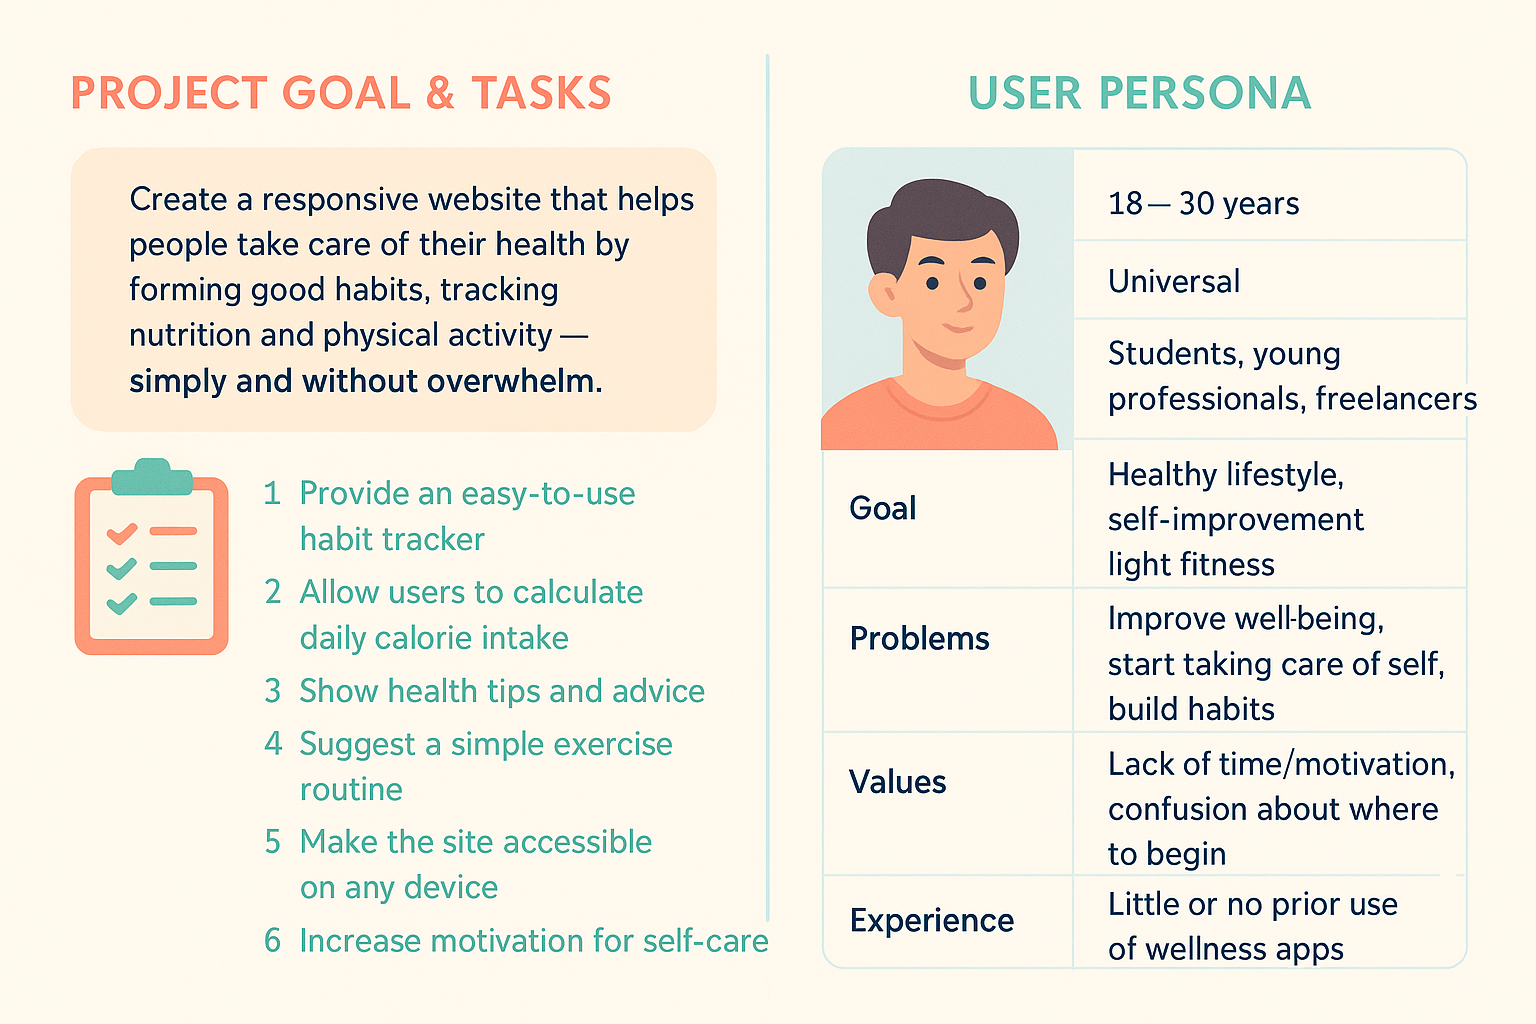 PROJECT GOAL & TASKS
Create a responsive website that helps
people take care of their health by
forming good habits, tracking
nutrition and physical activity —
simply and without overwhelm.
1 Provide an easy-to-use
habit tracker
2 Allow users to calculate
daily calorie intake
3 Show health tips and advice
4 Suggest a simple exercise
routine
5 Make the site accessible
on any device
6 Increase motivation for self-care
USER PERSONA
18— 30 years
Universal
Students, young
professionals, freelancers
Goal
Healthy lifestyle,
self-improvement
light fitness
Problems
Improve well-being,
start taking care of self,
build habits
Values
Lack of time/motivation,
confusion about where
to begin
Experience
Little or no prior use
of wellness apps